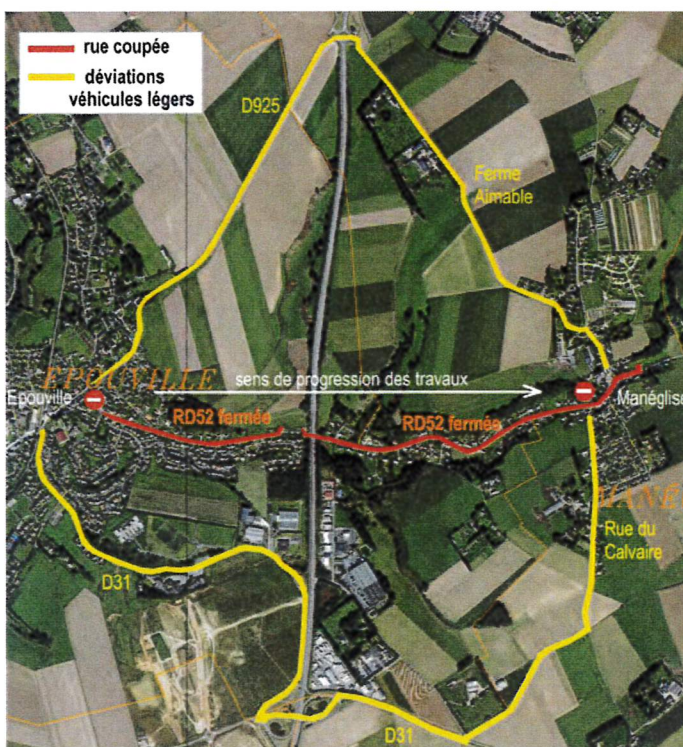 rue coupée
déviations
véhicules légers
D925
Ferme
Aimable
EPOUVILLE
Epouville
sens de progression des travaux
Manéglise
RD52 fermée
RD52 fermée
MANÉ
Rue du
Calvaire
D31
D31